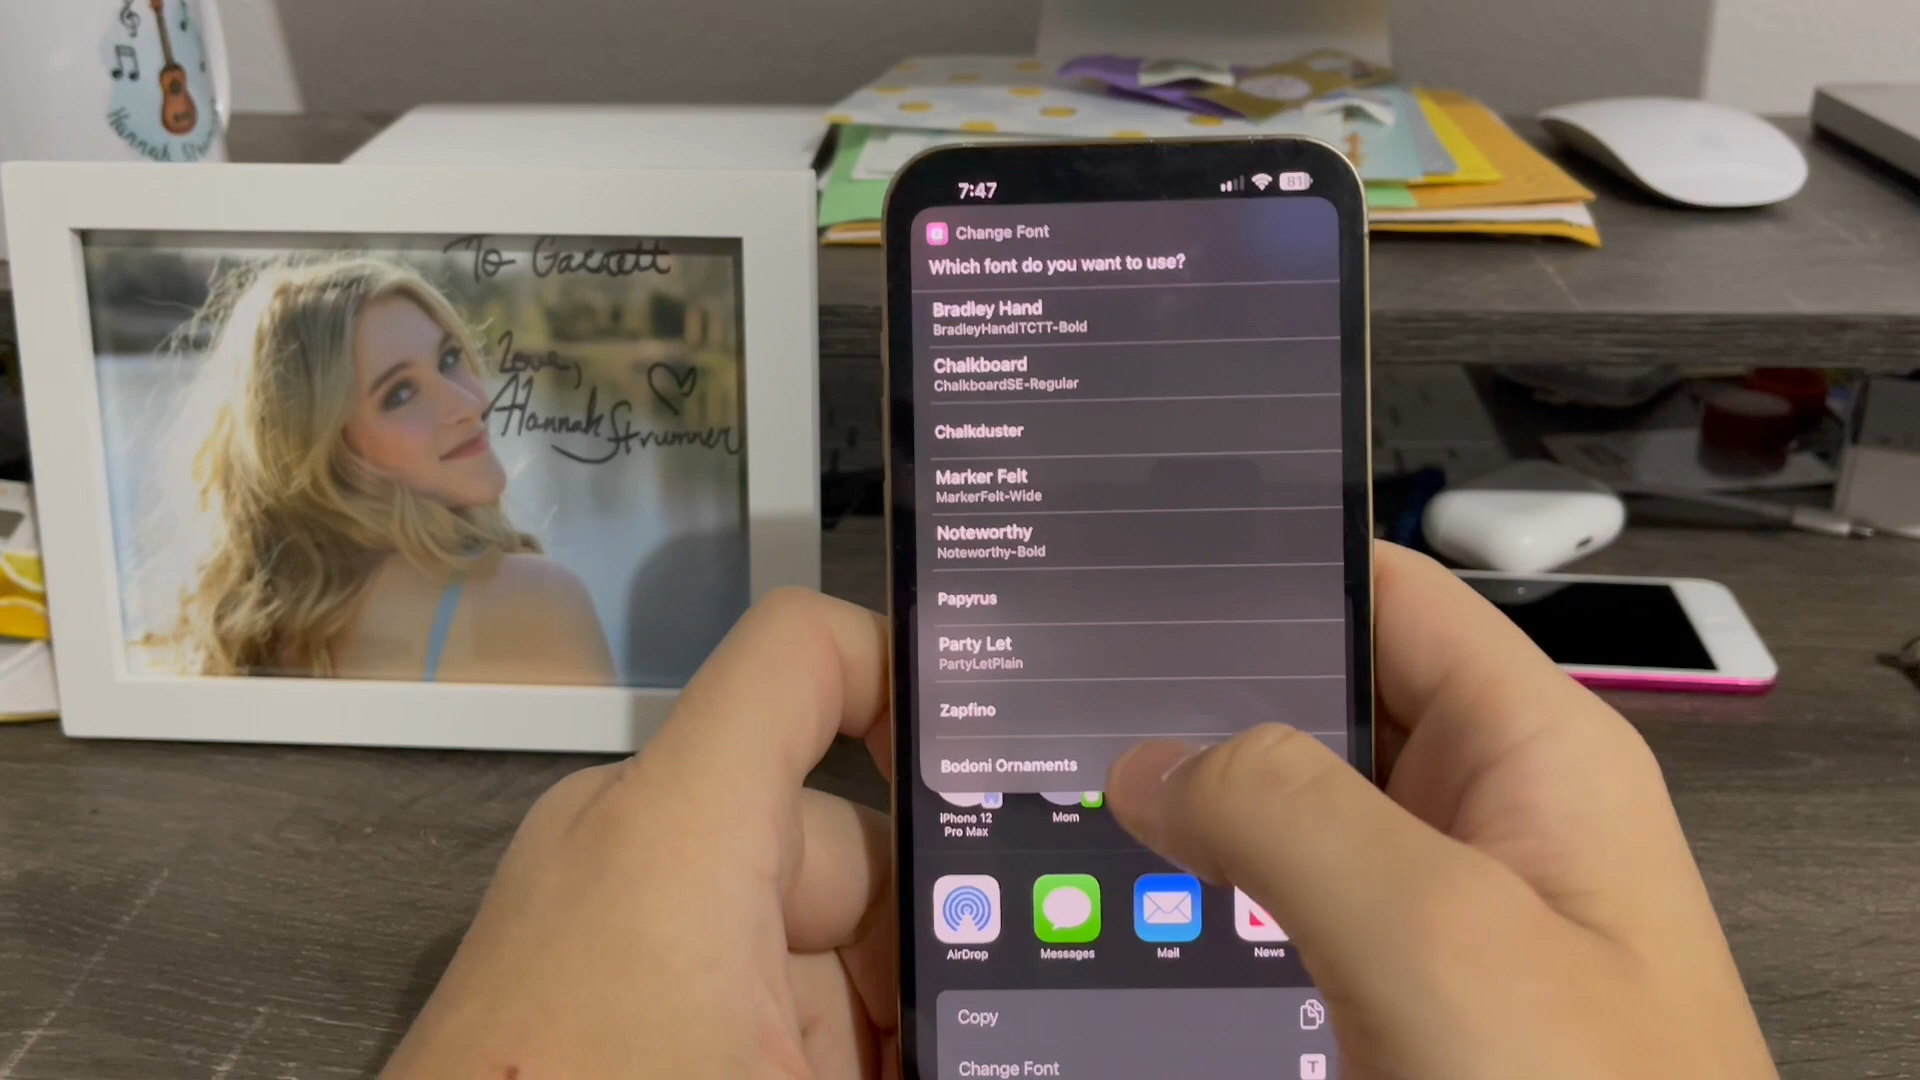 Hannah
To Garrett
Love,
Hannah Strummer
7:47
81
Change Font
Which font do you want to use?
Bradley Hand
BradleyHandITCTT-Bold
Chalkboard
ChalkboardSE-Regular
Chalkduster
Marker Felt
MarkerFelt-Wide
Noteworthy
Noteworthy-Bold
Papyrus
Party Let
PartyLetPlain
Zapfino
Bodoni Ornaments
iPhone 12
Pro Max
Mom
AirDrop
Messages
Mail
News
Copy
Change Font
T